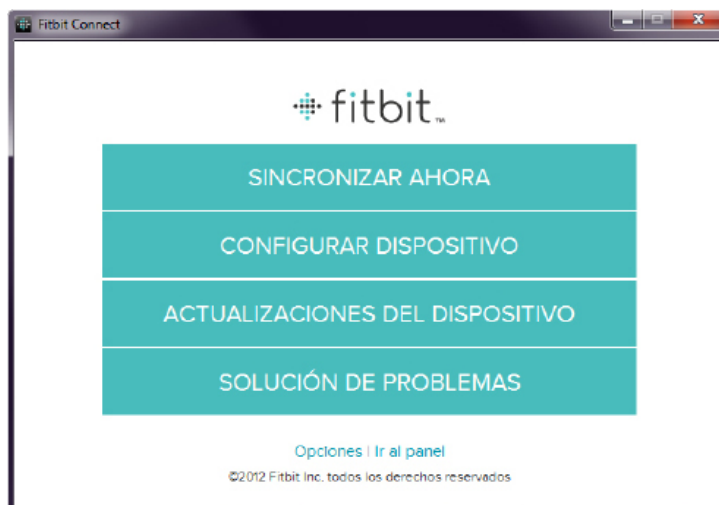 Fitbit Connect
fitbit™
SINCRONIZAR AHORA
CONFIGURAR DISPOSITIVO
ACTUALIZACIONES DEL DISPOSITIVO
SOLUCIÓN DE PROBLEMAS
Opciones | Ir al panel
©2012 Fitbit Inc. todos los derechos reservados